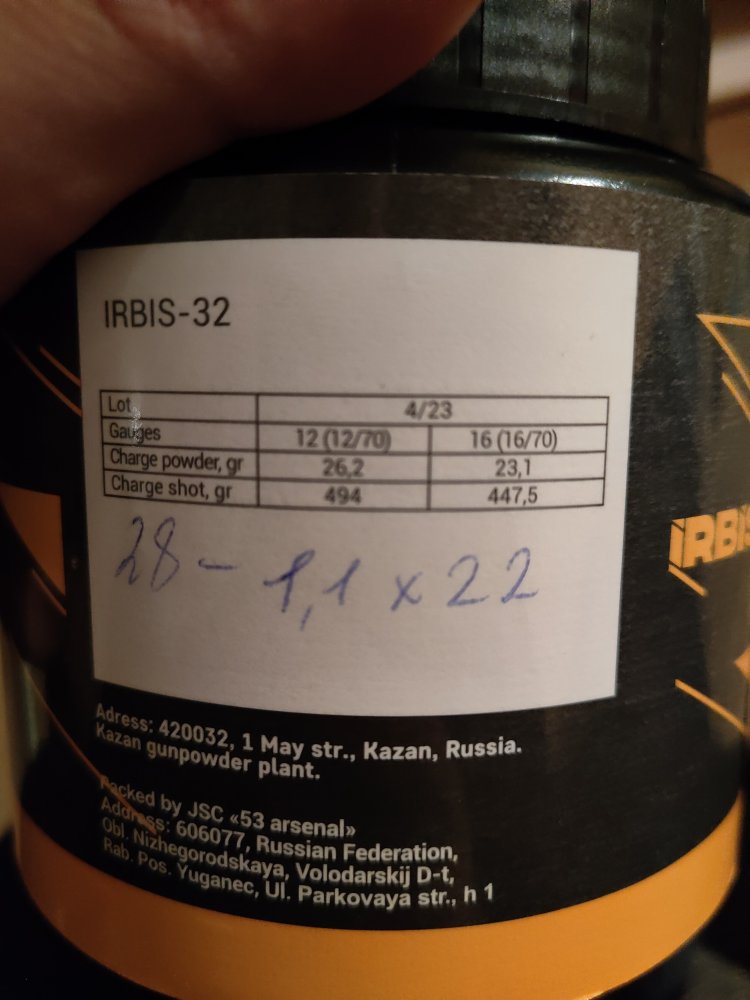 IRBIS-32
Lot 4/23
Gauges 12 (12/70) 16 (16/70)
Charge powder, gr 26,2 23,1
Charge shot, gr 494 447,5
28 - 1,1 x 22
iRBiS
Adress: 420032, 1 May str., Kazan, Russia.
Kazan gunpowder plant.
Packed by JSC «53 arsenal»
Address: 606077, Russian Federation,
Obl. Nizhegorodskaya, Volodarskij D-t,
Rab. Pos. Yuganec, Ul. Parkovaya str., h 1